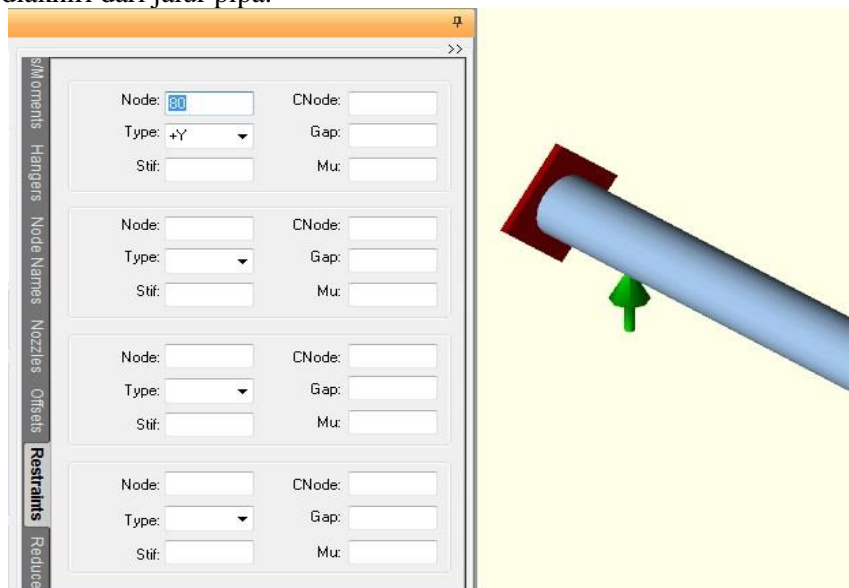 diakhiri dari jalur pipa.
>>
s/Moments
Hangers
Node Names
Nozzles
Offsets
Restraints
Reduce
Node: 80 CNode:
Type: +Y Gap:
Stif: Mu:
Node: CNode:
Type: Gap:
Stif: Mu:
Node: CNode:
Type: Gap:
Stif: Mu:
Node: CNode:
Type: Gap:
Stif: Mu: